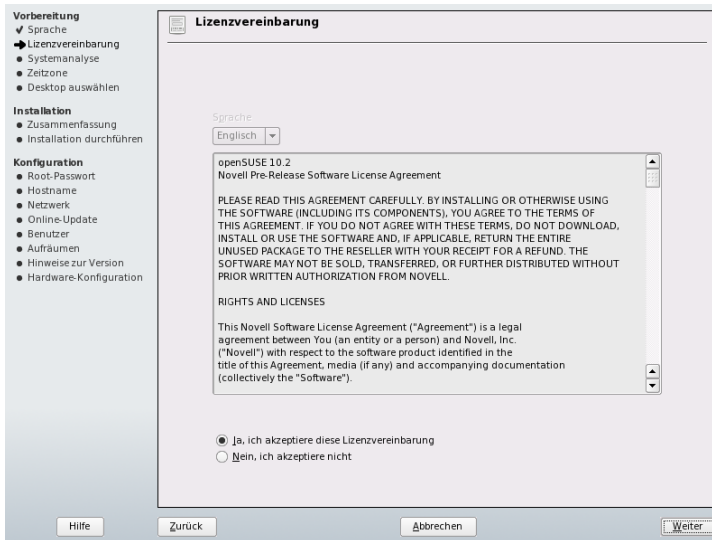 Vorbereitung
Sprache
Lizenzvereinbarung
Systemanalyse
Zeitzone
Desktop auswählen
Installation
Zusammenfassung
Installation durchführen
Konfiguration
Root-Passwort
Hostname
Netzwerk
Online-Update
Benutzer
Aufräumen
Hinweise zur Version
Hardware-Konfiguration
Lizenzvereinbarung
Sprache
Englisch
openSUSE 10.2
Novell Pre-Release Software License Agreement
PLEASE READ THIS AGREEMENT CAREFULLY. BY INSTALLING OR OTHERWISE USING
THE SOFTWARE (INCLUDING ITS COMPONENTS), YOU AGREE TO THE TERMS OF
THIS AGREEMENT. IF YOU DO NOT AGREE WITH THESE TERMS, DO NOT DOWNLOAD,
INSTALL OR USE THE SOFTWARE AND, IF APPLICABLE, RETURN THE ENTIRE
UNUSED PACKAGE TO THE RESELLER WITH YOUR RECEIPT FOR A REFUND. THE
SOFTWARE MAY NOT BE SOLD, TRANSFERRED, OR FURTHER DISTRIBUTED WITHOUT
PRIOR WRITTEN AUTHORIZATION FROM NOVELL.
RIGHTS AND LICENSES
This Novell Software License Agreement ("Agreement") is a legal
agreement between You (an entity or a person) and Novell, Inc.
("Novell") with respect to the software product identified in the
title of this Agreement, media (if any) and accompanying documentation
(collectively the "Software").
Ja, ich akzeptiere diese Lizenzvereinbarung
Nein, ich akzeptiere nicht
Hilfe
Zurück
Abbrechen
Weiter